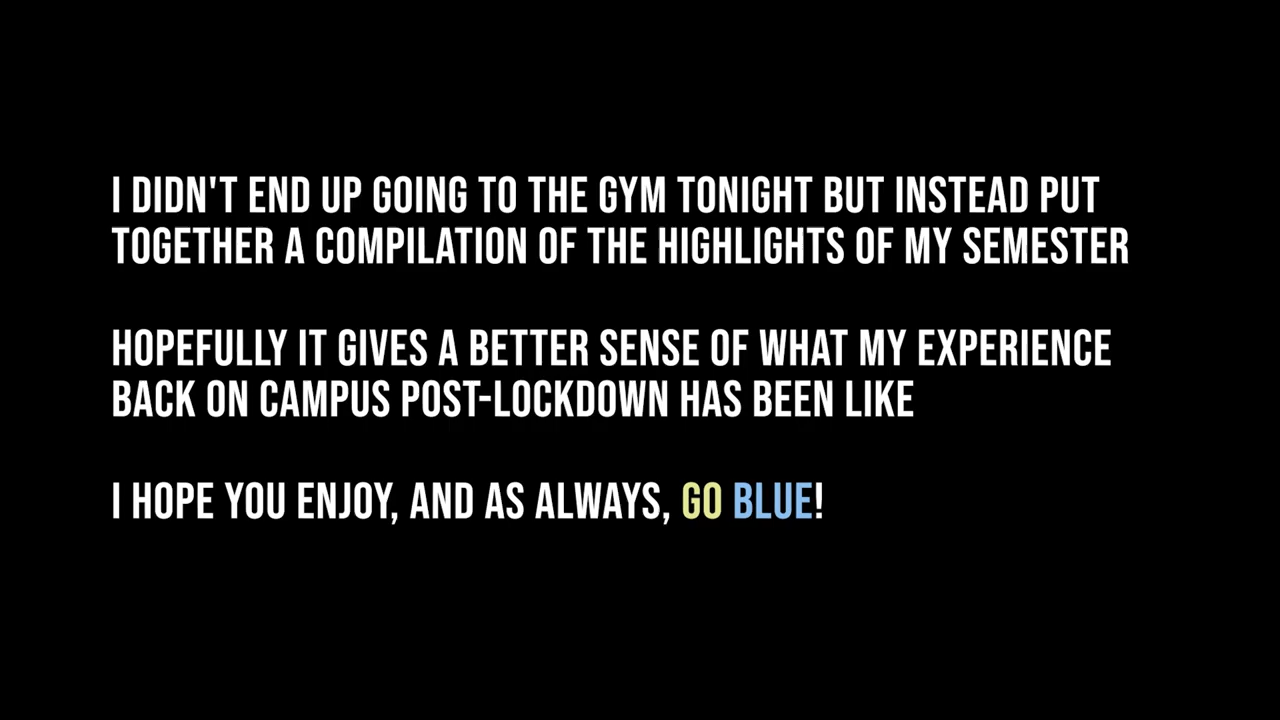 I DIDN'T END UP GOING TO THE GYM TONIGHT BUT INSTEAD PUT
TOGETHER A COMPILATION OF THE HIGHLIGHTS OF MY SEMESTER
HOPEFULLY IT GIVES A BETTER SENSE OF WHAT MY EXPERIENCE
BACK ON CAMPUS POST-LOCKDOWN HAS BEEN LIKE
I HOPE YOU ENJOY, AND AS ALWAYS, GO BLUE!